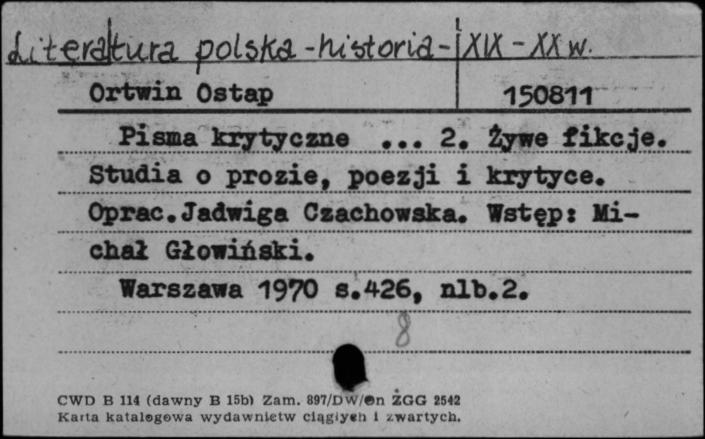 Literatura polska - historia - XIX - XX w.
Ortwin Ostap 150811
Pisma krytyczne ... 2. Żywe fikcje.
Studia o prozie, poezji i krytyce.
Oprac. Jadwiga Czachowska. Wstęp: Mi-
chał Głowiński.
Warszawa 1970 s.426, nlb.2.
8
CWD B 114 (dawny B 15b) Zam. 897/DW/On ŻGG 2542
Karta katalogowa wydawnictw ciągłych i zwartych.